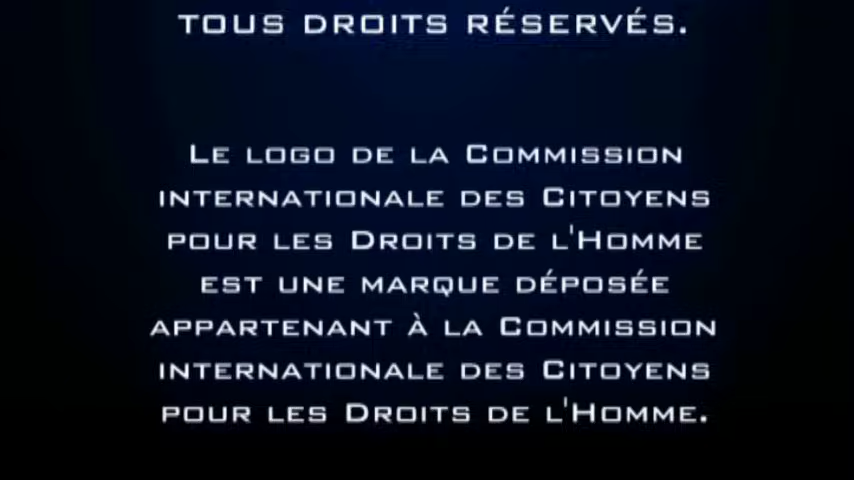 TOUS DROITS RÉSERVÉS.
LE LOGO DE LA COMMISSION
INTERNATIONALE DES CITOYENS
POUR LES DROITS DE L'HOMME
EST UNE MARQUE DÉPOSÉE
APPARTENANT À LA COMMISSION
INTERNATIONALE DES CITOYENS
POUR LES DROITS DE L'HOMME.